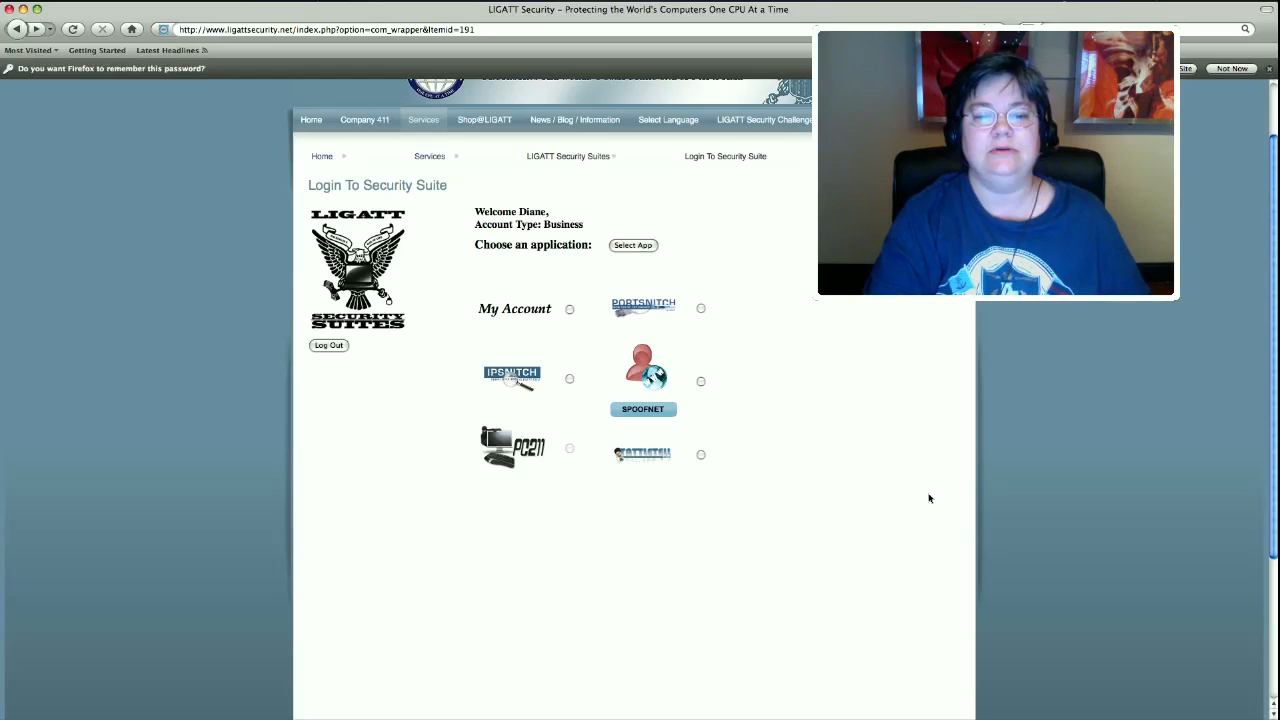 LIGATT Security – Protecting the World's Computers One CPU At a Time
http://www.ligattsecurity.net/index.php?option=com_wrapper&Itemid=191
Most Visited Getting Started Latest Headlines
Do you want Firefox to remember this password?
Site Not Now
Home Company 411 Services Shop@LIGATT News / Blog / Information Select Language LIGATT Security Challenge
Home Services LIGATT Security Suites Login To Security Suite
Login To Security Suite
LIGATT
SECURITY
SUITES
Log Out
Welcome Diane,
Account Type: Business
Choose an application: Select App
My Account PORTSNITCH
IPSNITCH
SPOOFNET
PC211